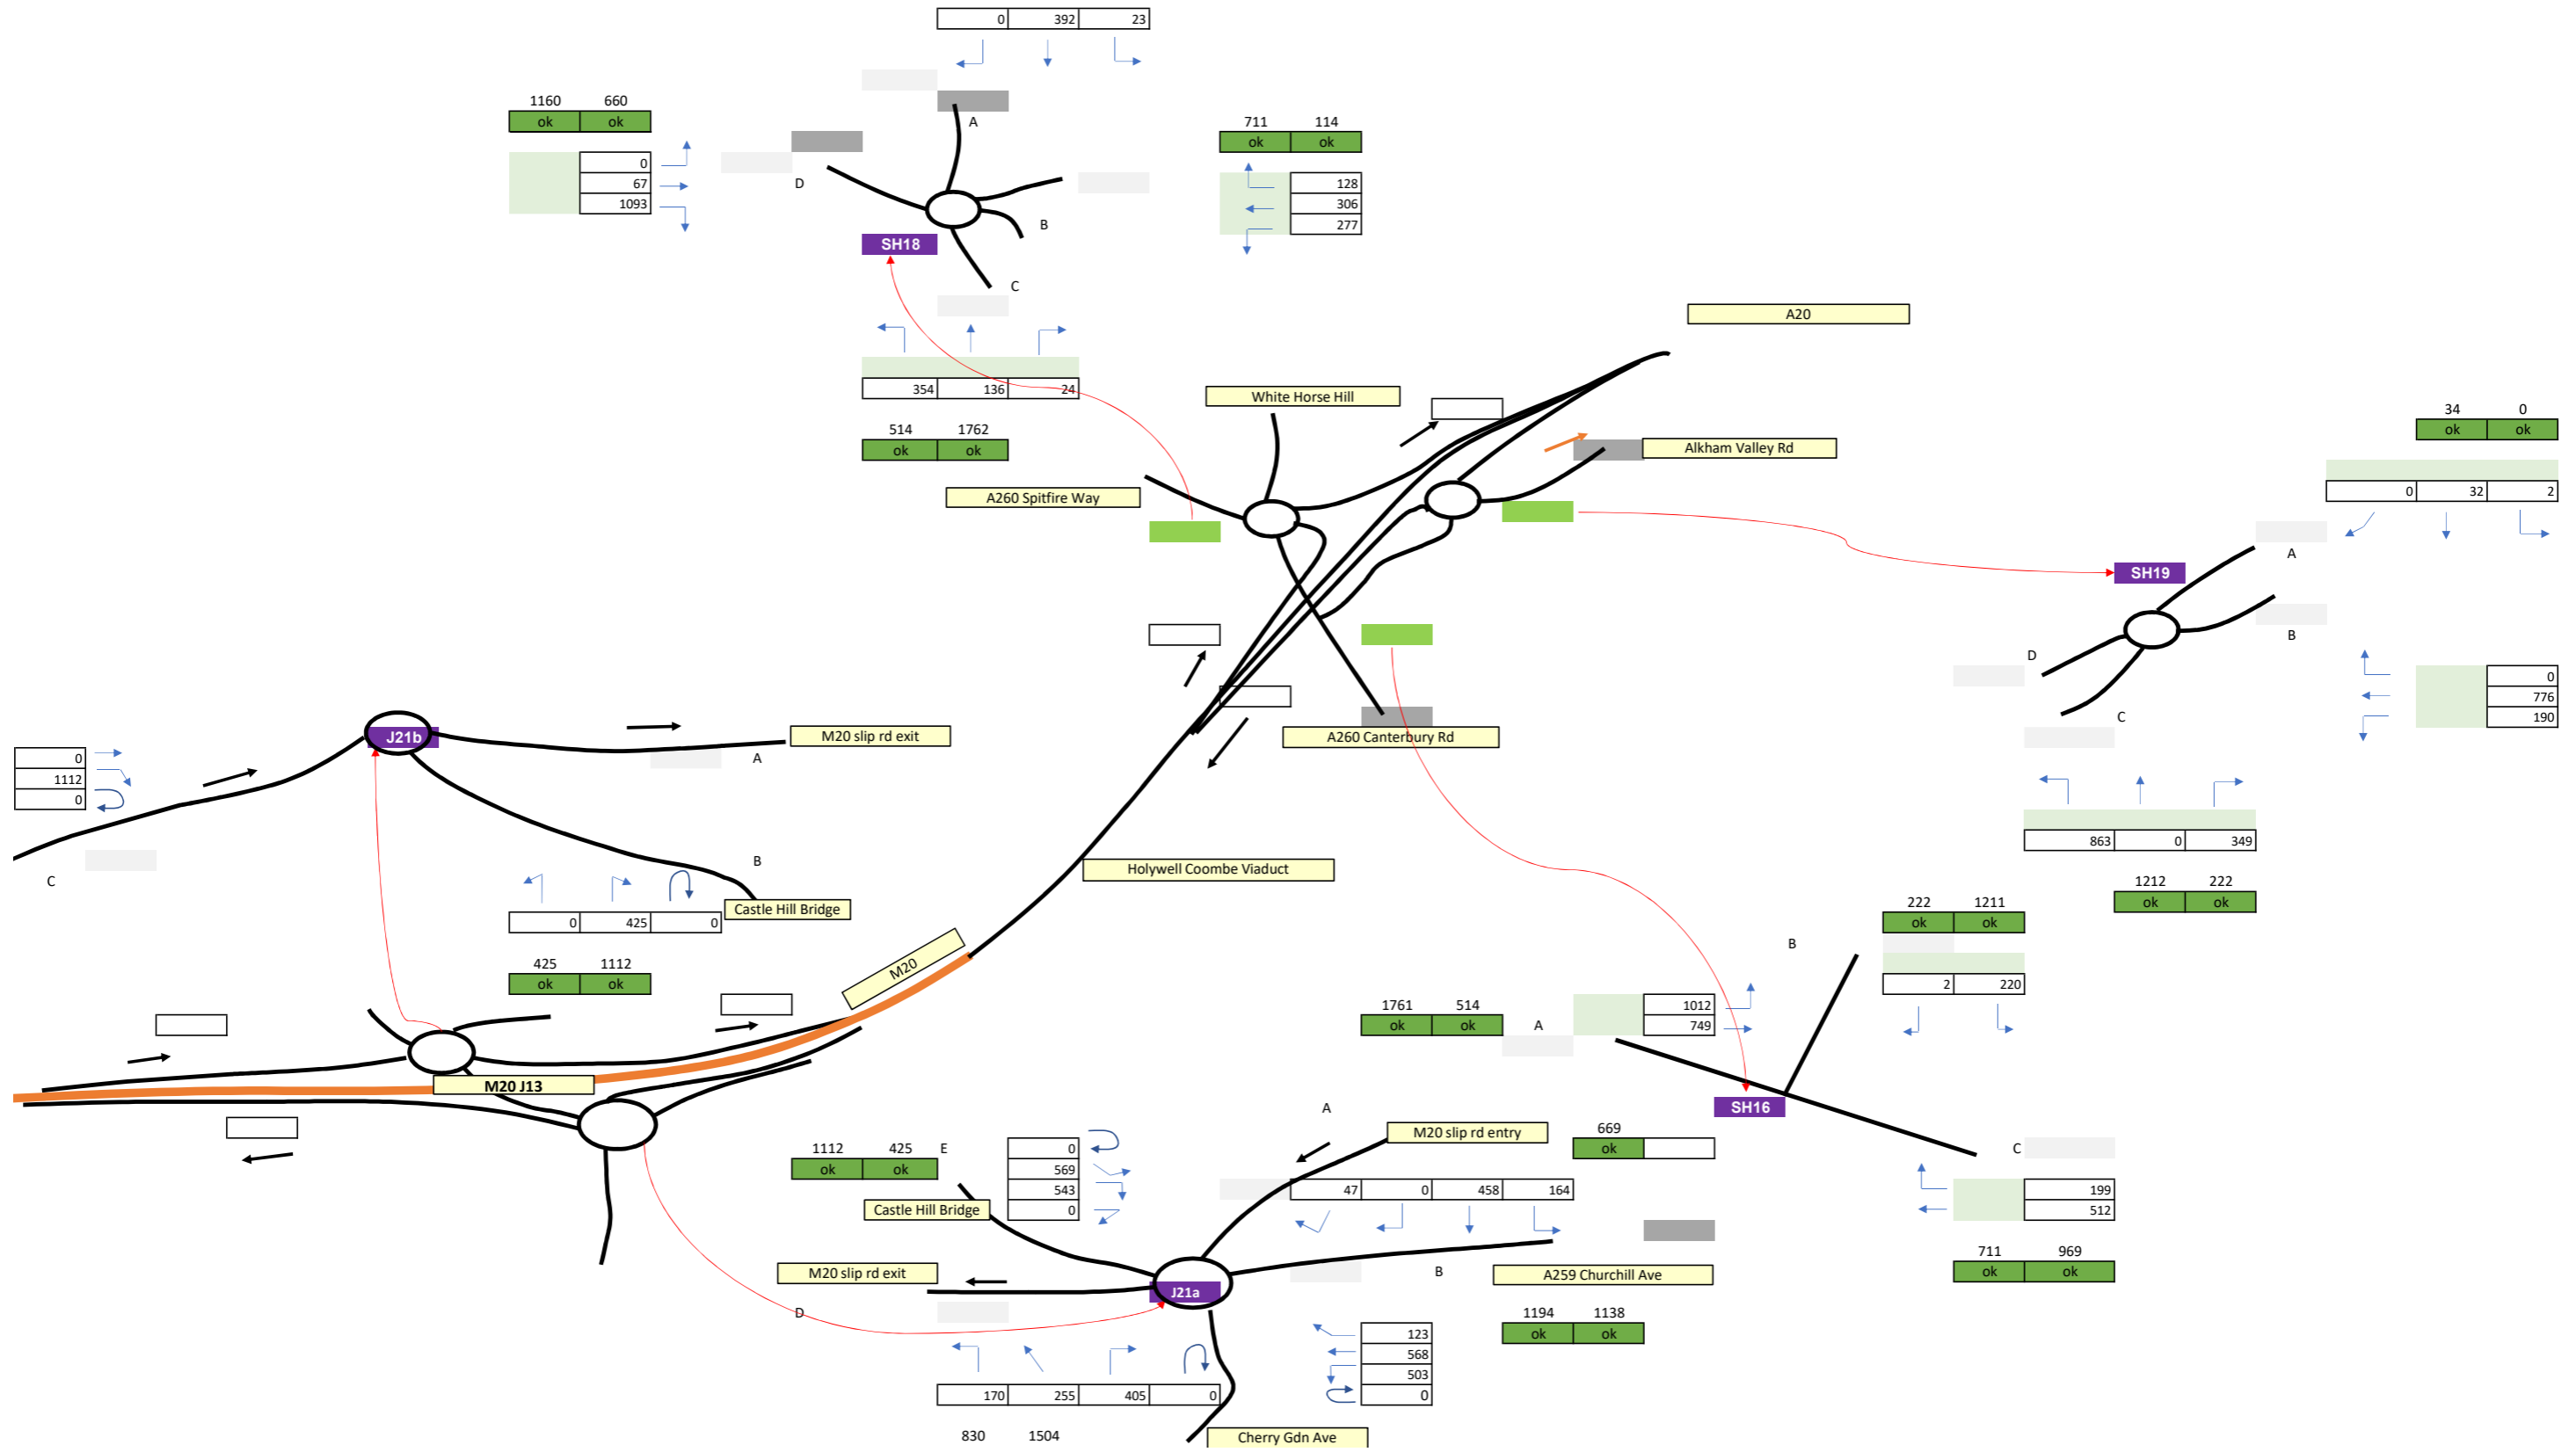 0 392 23
1160 660
ok ok
A
711 114
ok ok
0
67
1093
D
128
306
277
B
SH18
C
A20
354 136 24
White Horse Hill
34 0
ok ok
514 1762
ok ok
Alkham Valley Rd
A260 Spitfire Way
0 32 2
A
SH19
B
D
0
776
190
C
J21b
M20 slip rd exit
A
A260 Canterbury Rd
0
1112
0
863 0 349
B
C
Holywell Coombe Viaduct
1212 222
ok ok
222 1211
ok ok
Castle Hill Bridge
0 425 0
B
425 1112
ok ok
M20
2 220
1761 514
ok ok
A
1012
749
M20 J13
SH16
A
M20 slip rd entry
669
ok
1112 425
ok ok
E
0
569
543
0
C
47 0 458 164
199
512
Castle Hill Bridge
711 969
ok ok
M20 slip rd exit
B
A259 Churchill Ave
J21a
D
1194 1138
ok ok
123
568
503
0
170 255 405 0
830 1504
Cherry Gdn Ave